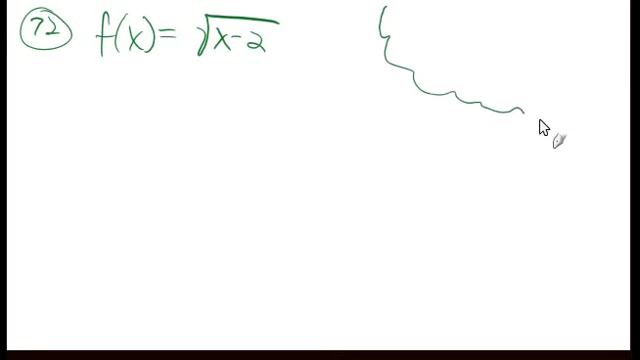 72 f(x) = √x-2